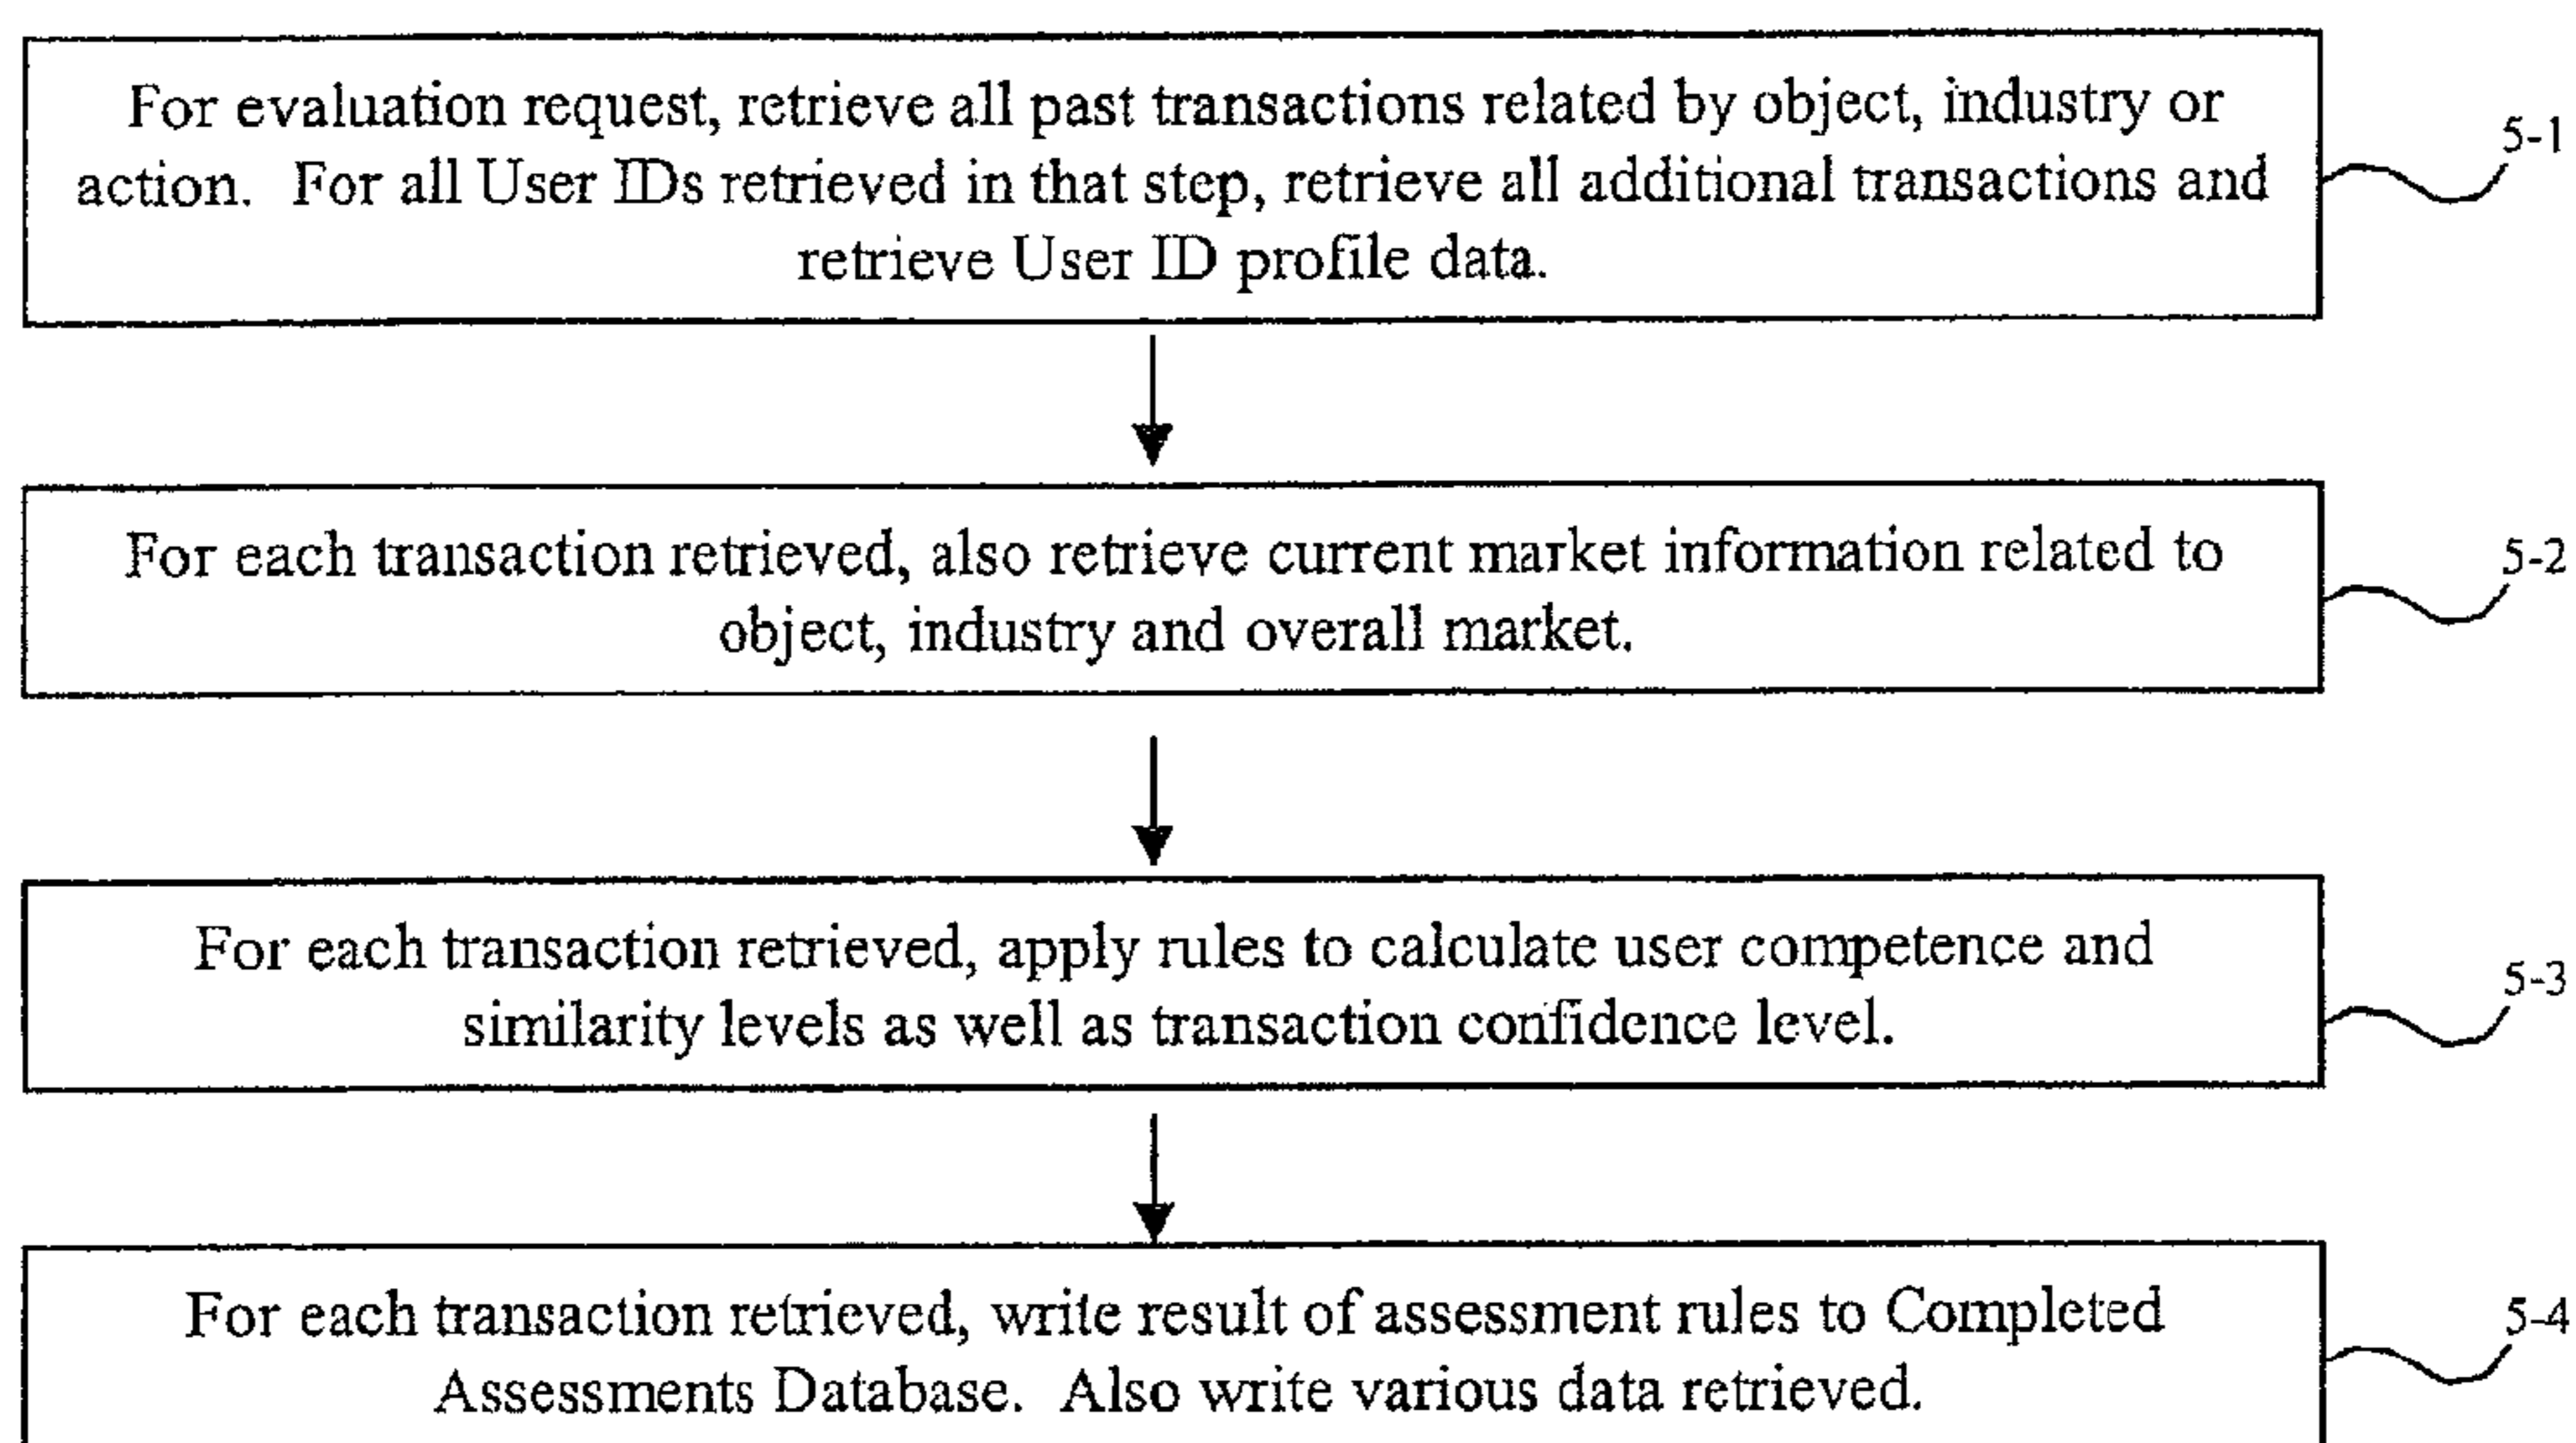 For evaluation request, retrieve all past transactions related by object, industry or
action. For all User IDs retrieved in that step, retrieve all additional transactions and
retrieve User ID profile data.
5-1
For each transaction retrieved, also retrieve current market information related to
object, industry and overall market.
5-2
For each transaction retrieved, apply rules to calculate user competence and
similarity levels as well as transaction confidence level.
5-3
For each transaction retrieved, write result of assessment rules to Completed
Assessments Database. Also write various data retrieved.
5-4